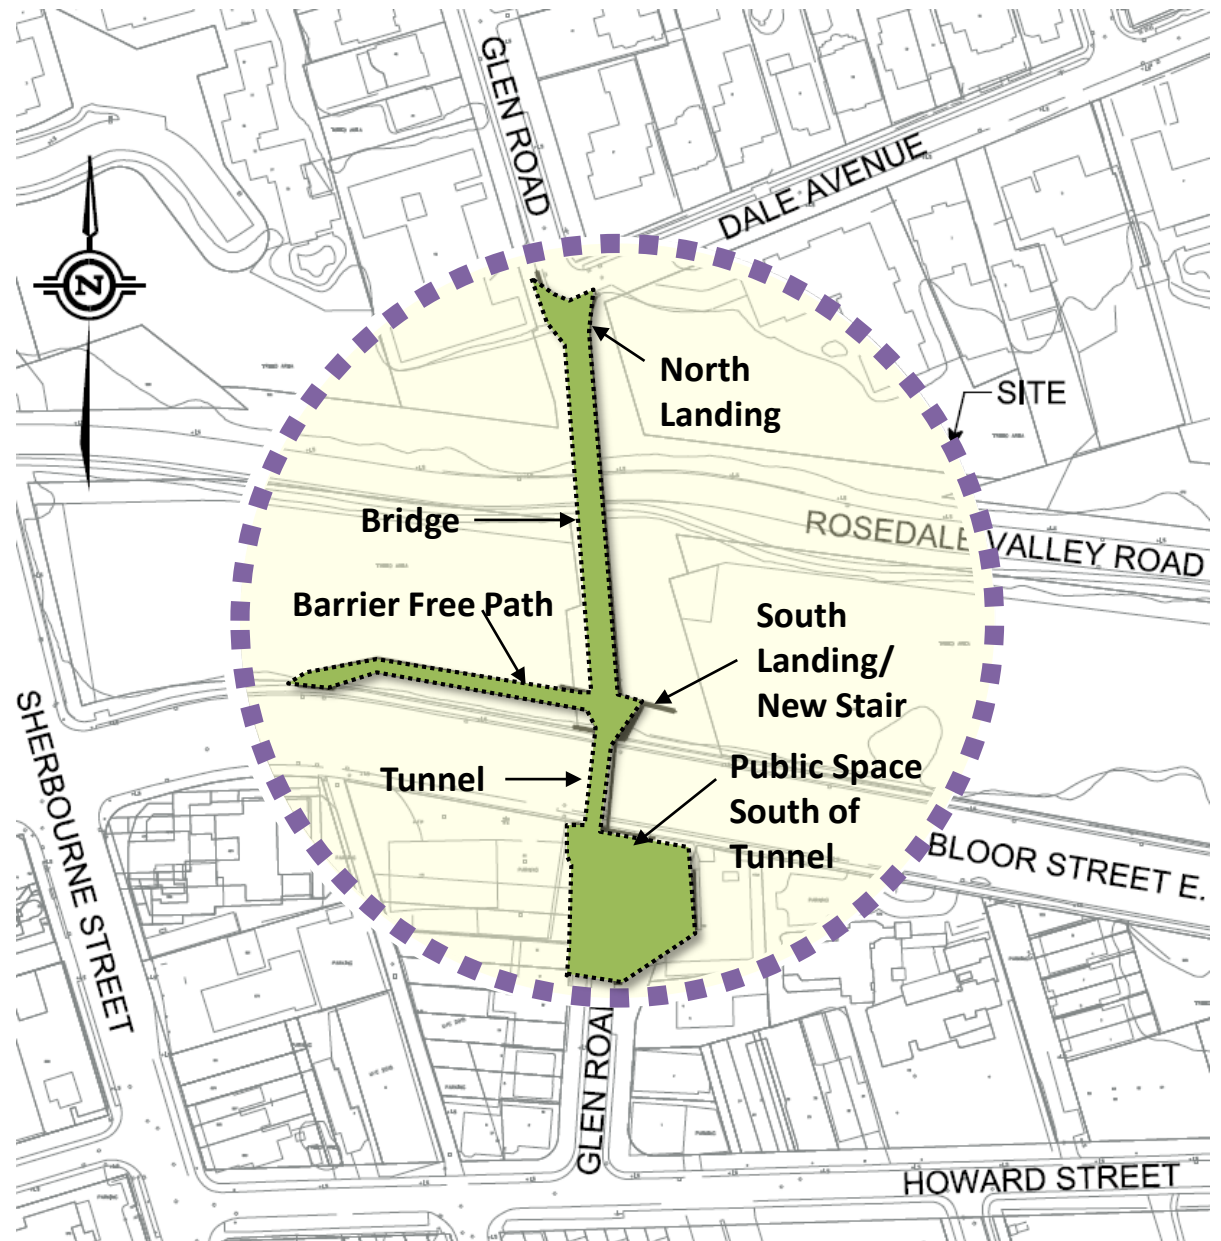 GLEN ROAD
DALE AVENUE
N
North
Landing
SITE
Bridge
ROSEDALE VALLEY ROAD
Barrier Free Path
South
Landing/
New Stair
SHERBOURNE STREET
Tunnel
Public Space
South of
Tunnel
BLOOR STREET E.
GLEN ROA
HOWARD STREET